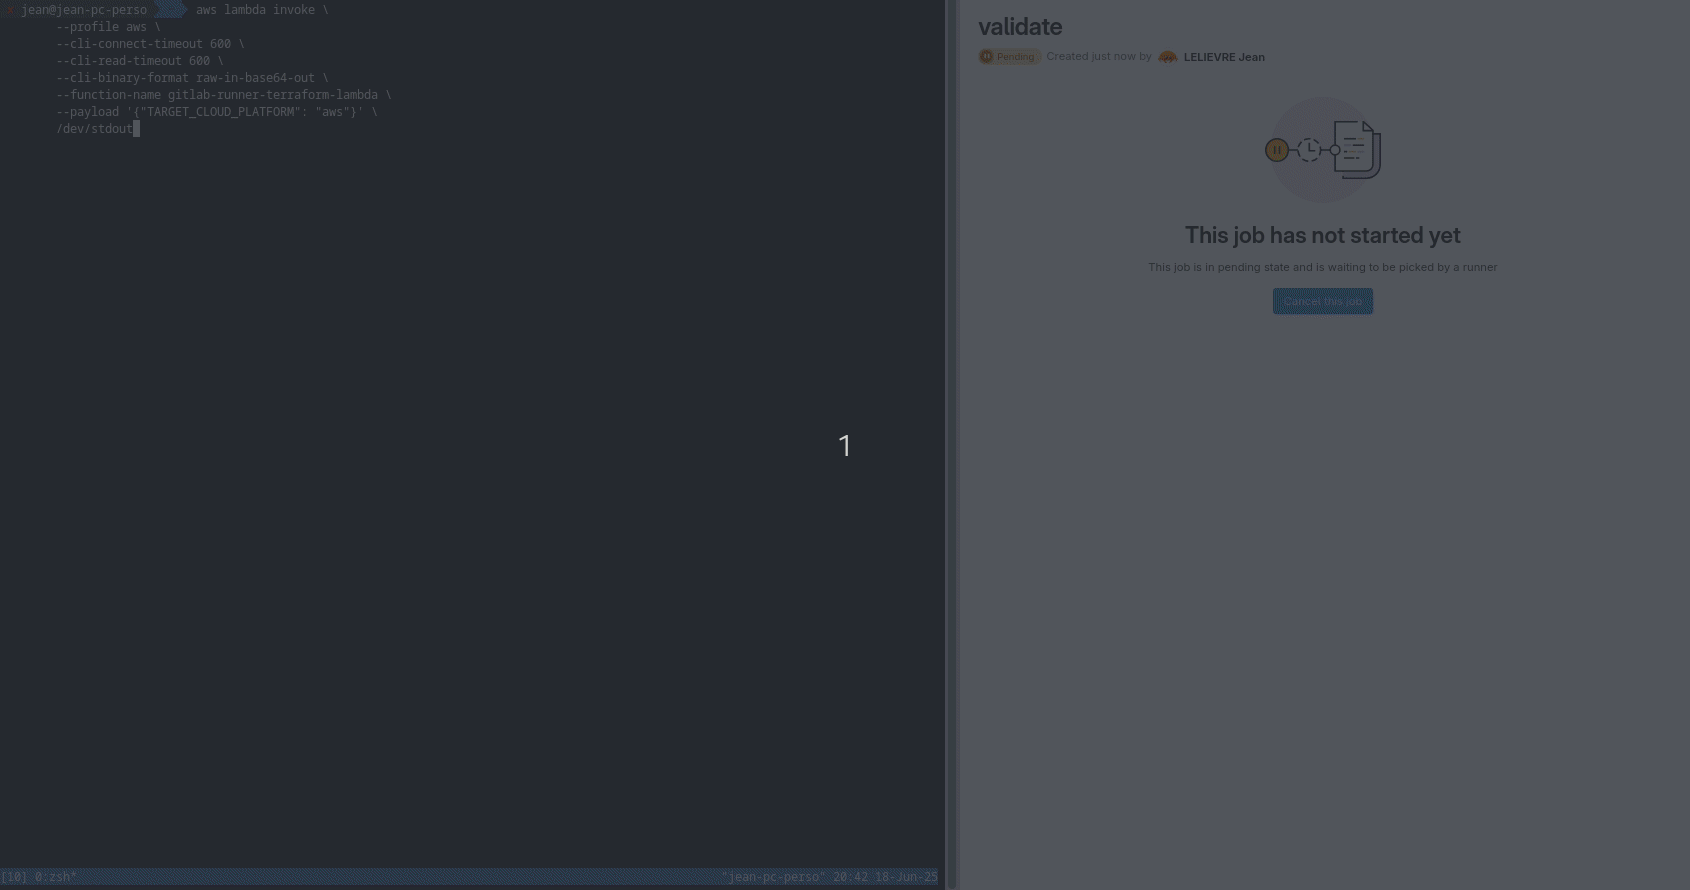 jean@jean-pc-perso aws lambda invoke \
--profile aws \
--cli-connect-timeout 600 \
--cli-read-timeout 600 \
--cli-binary-format raw-in-base64-out \
--function-name gitlab-runner-terraform-lambda \
--payload '{"TARGET_CLOUD_PLATFORM": "aws"}' \
/dev/stdout
[10] 0:zsh* "jean-pc-perso" 20:42 18-Jun-25
1
validate
Pending Created just now by LELIEVRE Jean
This job has not started yet
This job is in pending state and is waiting to be picked by a runner
Cancel this job